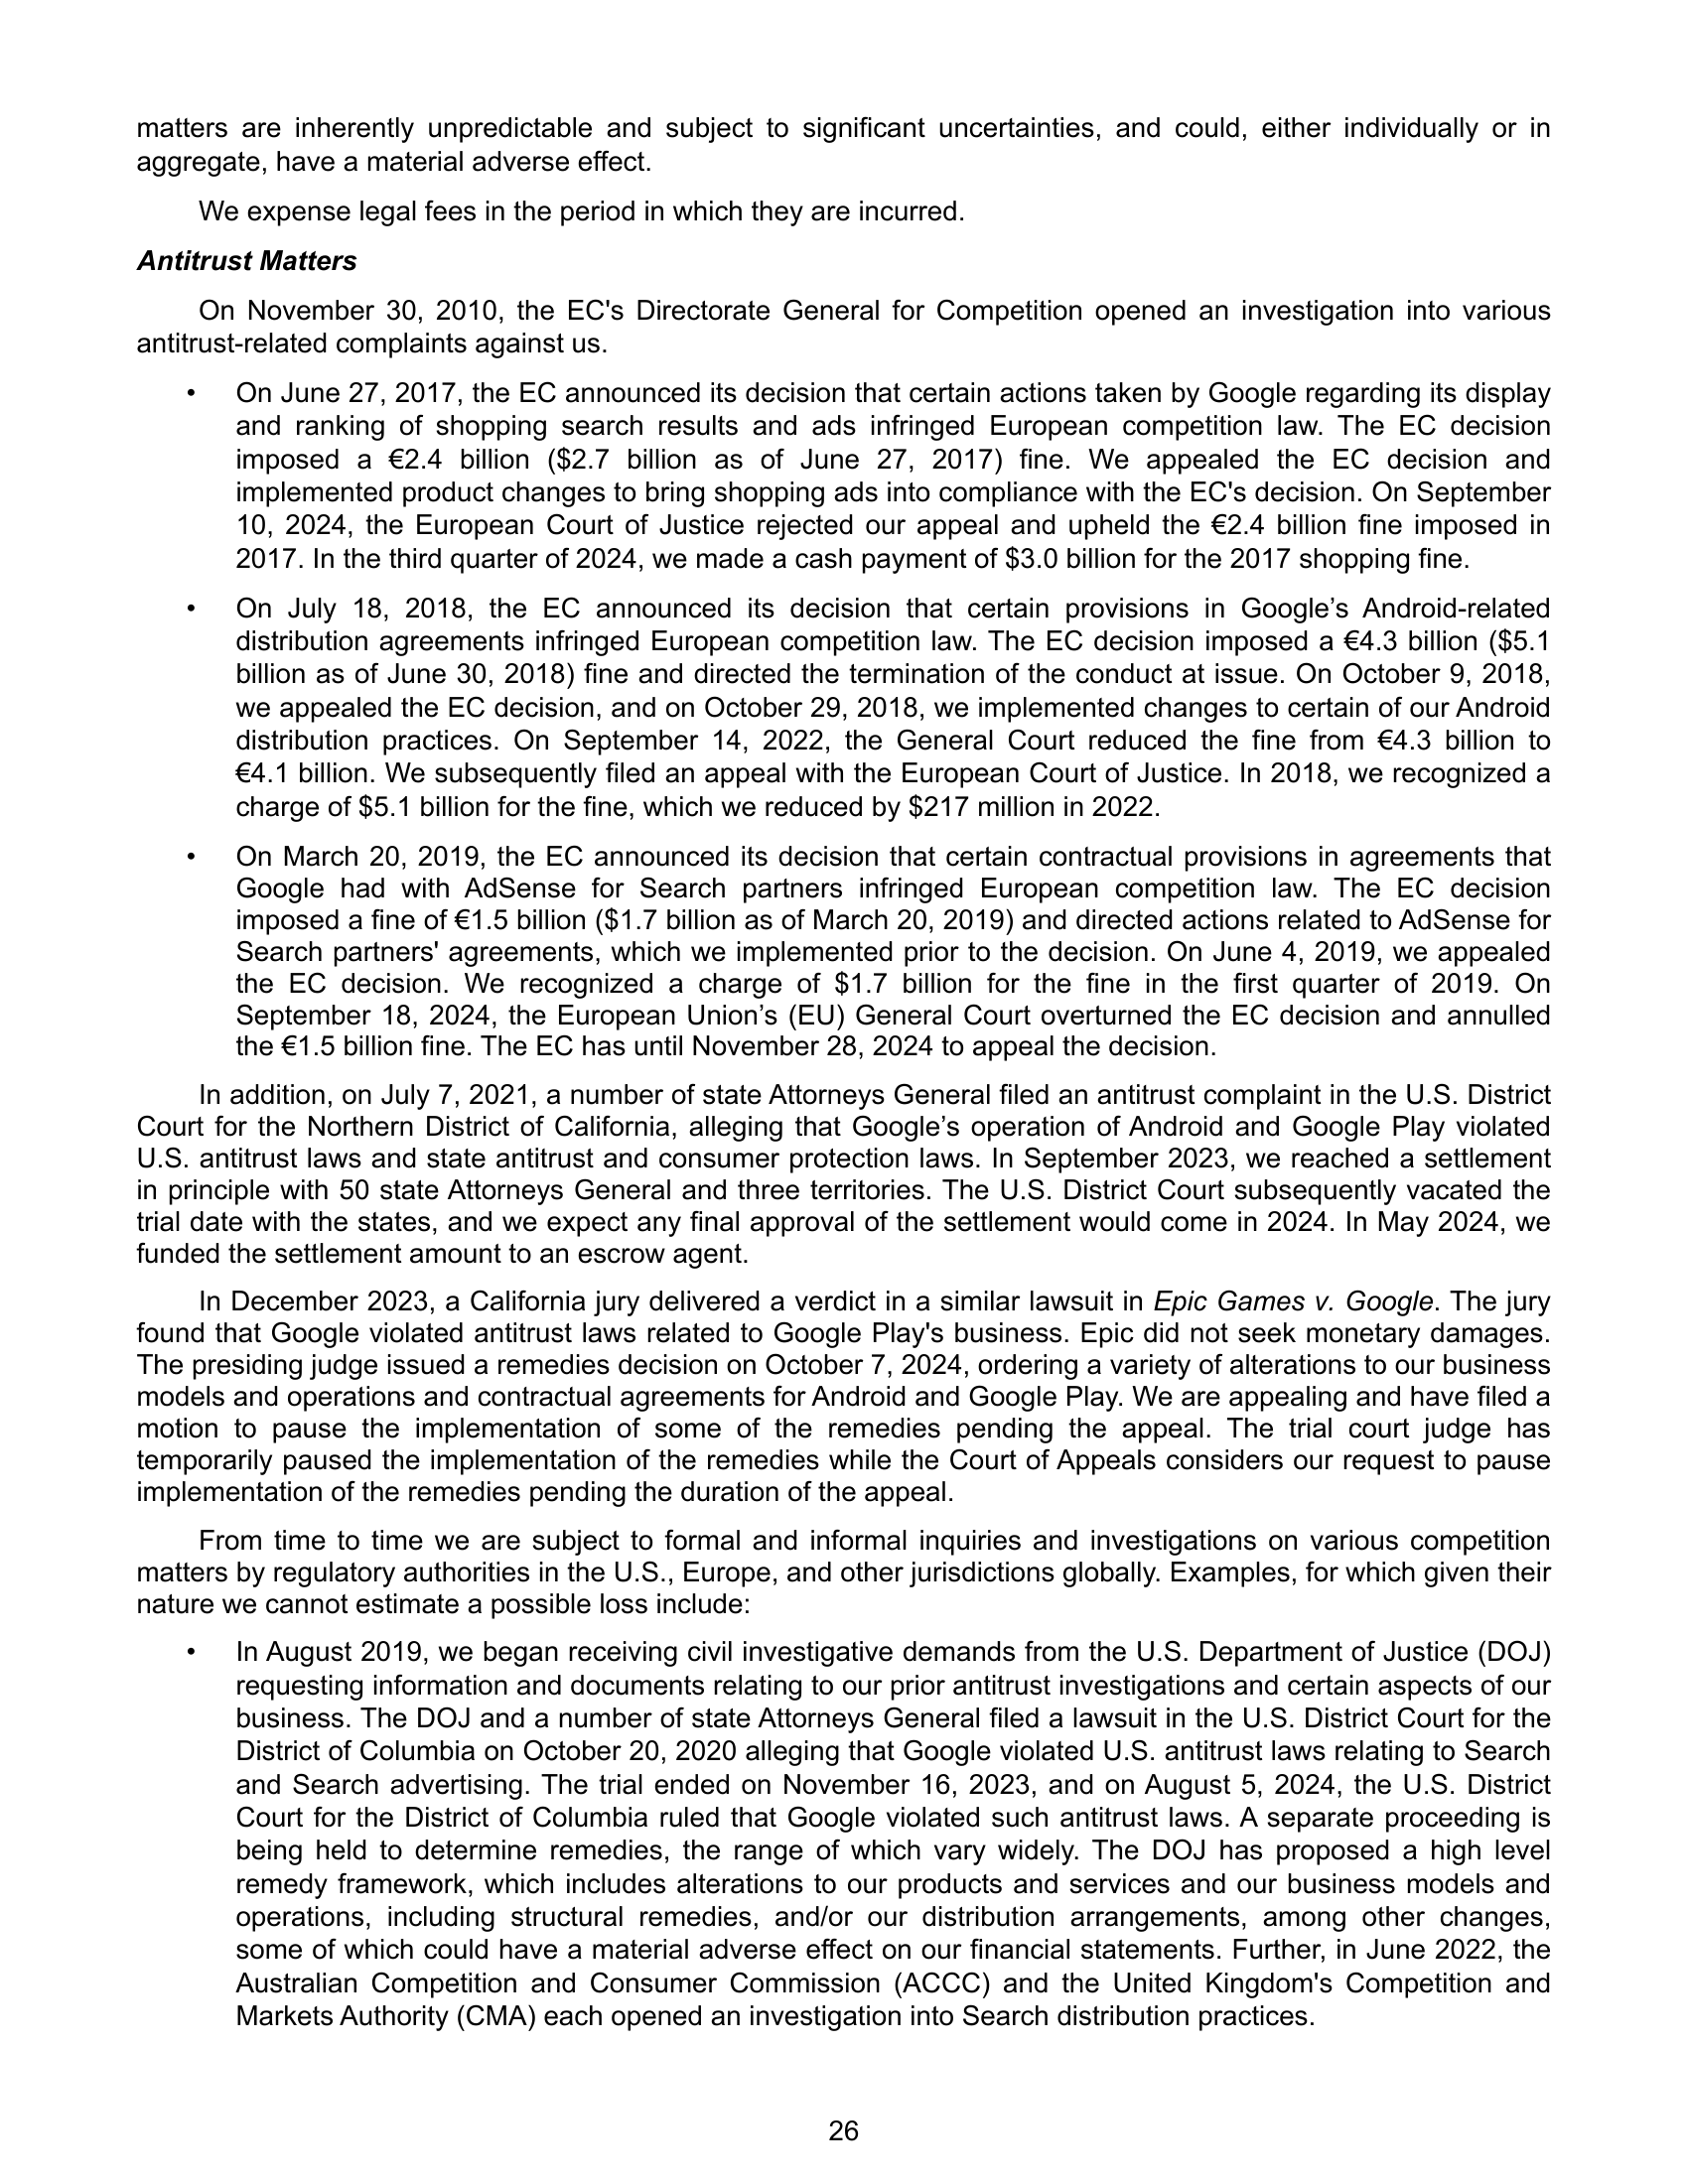 matters are inherently unpredictable and subject to significant uncertainties, and could, either individually or in
aggregate, have a material adverse effect.
We expense legal fees in the period in which they are incurred.
Antitrust Matters
On November 30, 2010, the EC's Directorate General for Competition opened an investigation into various
antitrust-related complaints against us.
• On June 27, 2017, the EC announced its decision that certain actions taken by Google regarding its display
and ranking of shopping search results and ads infringed European competition law. The EC decision
imposed a €2.4 billion ($2.7 billion as of June 27, 2017) fine. We appealed the EC decision and
implemented product changes to bring shopping ads into compliance with the EC's decision. On September
10, 2024, the European Court of Justice rejected our appeal and upheld the €2.4 billion fine imposed in
2017. In the third quarter of 2024, we made a cash payment of $3.0 billion for the 2017 shopping fine.
• On July 18, 2018, the EC announced its decision that certain provisions in Google’s Android-related
distribution agreements infringed European competition law. The EC decision imposed a €4.3 billion ($5.1
billion as of June 30, 2018) fine and directed the termination of the conduct at issue. On October 9, 2018,
we appealed the EC decision, and on October 29, 2018, we implemented changes to certain of our Android
distribution practices. On September 14, 2022, the General Court reduced the fine from €4.3 billion to
€4.1 billion. We subsequently filed an appeal with the European Court of Justice. In 2018, we recognized a
charge of $5.1 billion for the fine, which we reduced by $217 million in 2022.
• On March 20, 2019, the EC announced its decision that certain contractual provisions in agreements that
Google had with AdSense for Search partners infringed European competition law. The EC decision
imposed a fine of €1.5 billion ($1.7 billion as of March 20, 2019) and directed actions related to AdSense for
Search partners' agreements, which we implemented prior to the decision. On June 4, 2019, we appealed
the EC decision. We recognized a charge of $1.7 billion for the fine in the first quarter of 2019. On
September 18, 2024, the European Union’s (EU) General Court overturned the EC decision and annulled
the €1.5 billion fine. The EC has until November 28, 2024 to appeal the decision.
In addition, on July 7, 2021, a number of state Attorneys General filed an antitrust complaint in the U.S. District
Court for the Northern District of California, alleging that Google’s operation of Android and Google Play violated
U.S. antitrust laws and state antitrust and consumer protection laws. In September 2023, we reached a settlement
in principle with 50 state Attorneys General and three territories. The U.S. District Court subsequently vacated the
trial date with the states, and we expect any final approval of the settlement would come in 2024. In May 2024, we
funded the settlement amount to an escrow agent.
In December 2023, a California jury delivered a verdict in a similar lawsuit in Epic Games v. Google. The jury
found that Google violated antitrust laws related to Google Play's business. Epic did not seek monetary damages.
The presiding judge issued a remedies decision on October 7, 2024, ordering a variety of alterations to our business
models and operations and contractual agreements for Android and Google Play. We are appealing and have filed a
motion to pause the implementation of some of the remedies pending the appeal. The trial court judge has
temporarily paused the implementation of the remedies while the Court of Appeals considers our request to pause
implementation of the remedies pending the duration of the appeal.
From time to time we are subject to formal and informal inquiries and investigations on various competition
matters by regulatory authorities in the U.S., Europe, and other jurisdictions globally. Examples, for which given their
nature we cannot estimate a possible loss include:
• In August 2019, we began receiving civil investigative demands from the U.S. Department of Justice (DOJ)
requesting information and documents relating to our prior antitrust investigations and certain aspects of our
business. The DOJ and a number of state Attorneys General filed a lawsuit in the U.S. District Court for the
District of Columbia on October 20, 2020 alleging that Google violated U.S. antitrust laws relating to Search
and Search advertising. The trial ended on November 16, 2023, and on August 5, 2024, the U.S. District
Court for the District of Columbia ruled that Google violated such antitrust laws. A separate proceeding is
being held to determine remedies, the range of which vary widely. The DOJ has proposed a high level
remedy framework, which includes alterations to our products and services and our business models and
operations, including structural remedies, and/or our distribution arrangements, among other changes,
some of which could have a material adverse effect on our financial statements. Further, in June 2022, the
Australian Competition and Consumer Commission (ACCC) and the United Kingdom's Competition and
Markets Authority (CMA) each opened an investigation into Search distribution practices.
26